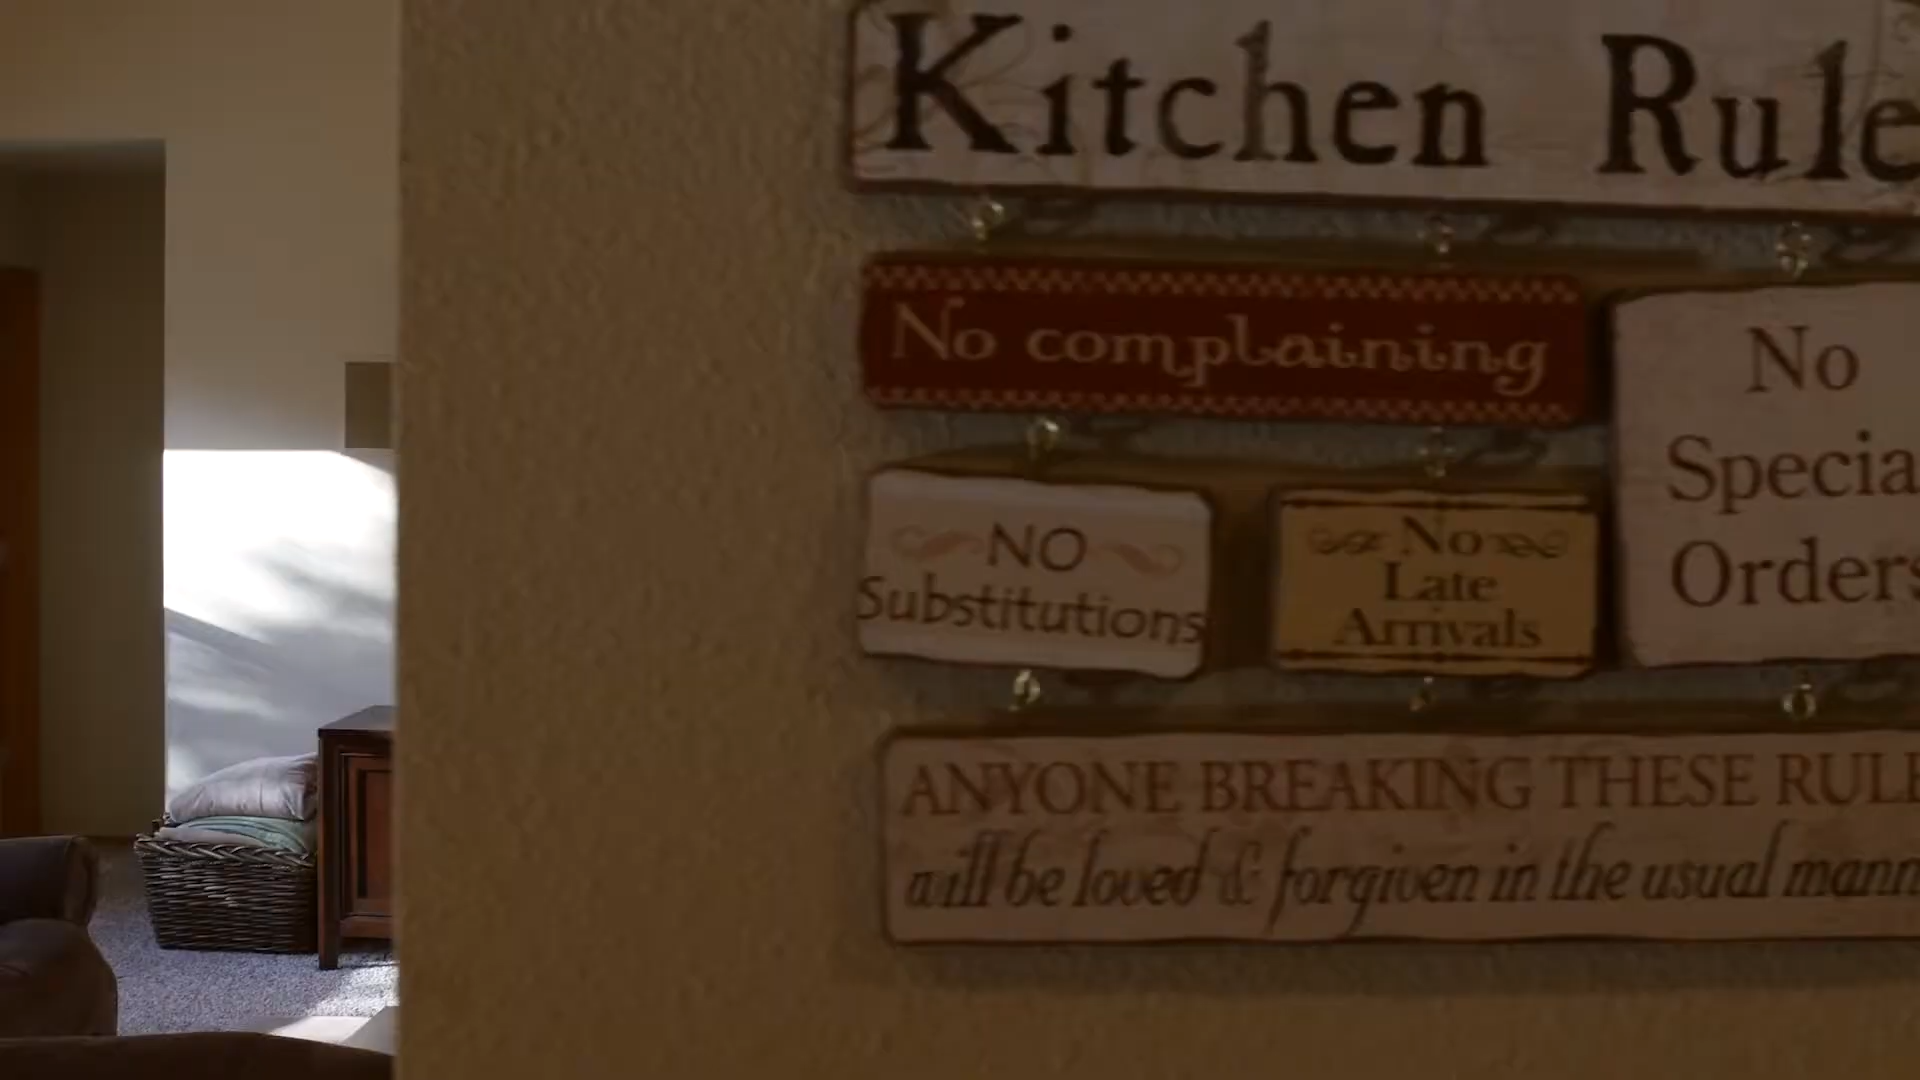 Kitchen Rule
No complaining
No
Specia
Orders
NO
Substitutions
No
Late
Arrivals
ANYONE BREAKING THESE RULE
will be loved & forgiven in the usual mann